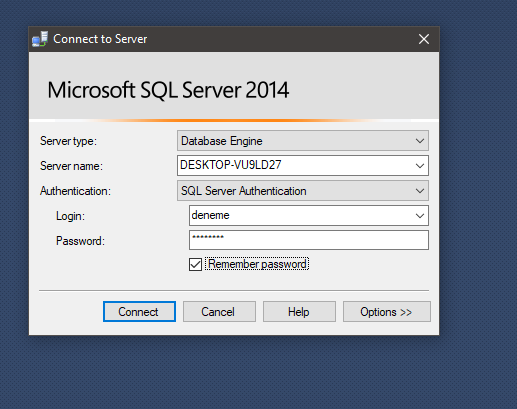 Connect to Server
Microsoft SQL Server 2014
Server type: Database Engine
Server name: DESKTOP-VU9LD27
Authentication: SQL Server Authentication
Login: deneme
Password: ********
Remember password
Connect Cancel Help Options >>